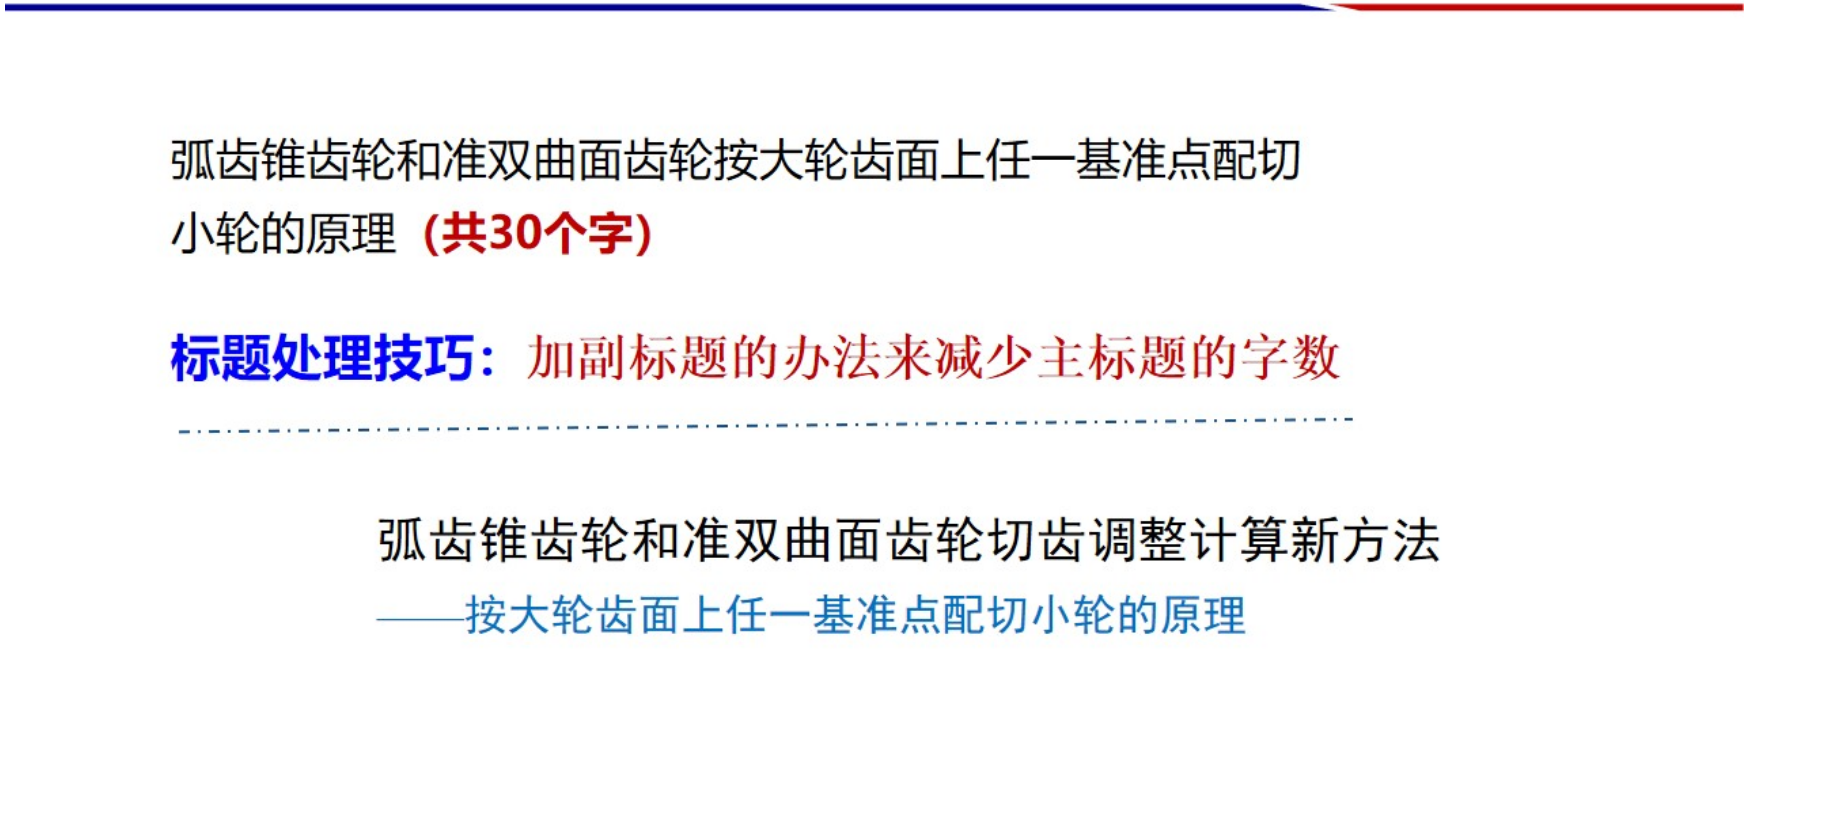 弧齿锥齿轮和准双曲面齿轮按大轮齿面上任一基准点配切
小轮的原理（共30个字）
标题处理技巧：加副标题的办法来减少主标题的字数
弧齿锥齿轮和准双曲面齿轮切齿调整计算新方法
——按大轮齿面上任一基准点配切小轮的原理